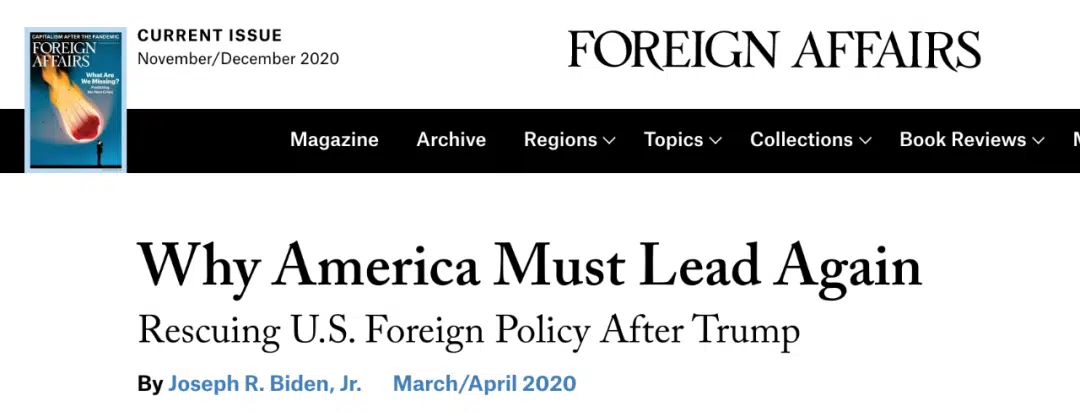 CAPITALISM AFTER THE PANDEMIC
FOREIGN
AFFAIRS
What Are
We Missing?
Predicting
the Next Crisis
CURRENT ISSUE
November/December 2020
FOREIGN AFFAIRS
Magazine Archive Regions Topics Collections Book Reviews
Why America Must Lead Again
Rescuing U.S. Foreign Policy After Trump
By Joseph R. Biden, Jr. March/April 2020